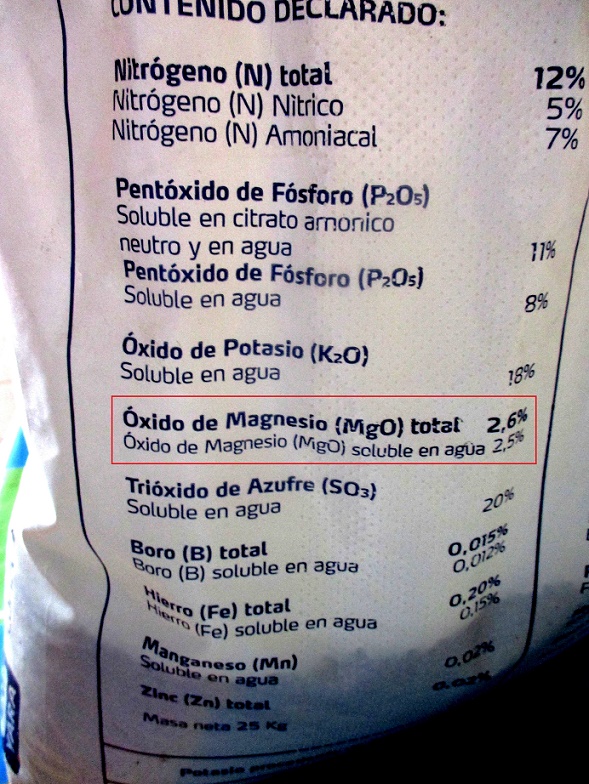 CONTENIDO DECLARADO:
Nitrógeno (N) total 12%
Nitrógeno (N) Nítrico 5%
Nitrógeno (N) Amoniacal 7%
Pentóxido de Fósforo (P₂O₅)
Soluble en citrato amonico
neutro y en agua 11%
Pentóxido de Fósforo (P₂O₅)
Soluble en agua 8%
Óxido de Potasio (K₂O)
Soluble en agua 18%
Óxido de Magnesio (MgO) total 2,6%
Óxido de Magnesio (MgO) soluble en agua 2,5%
Trióxido de Azufre (SO₃)
Soluble en agua 20%
Boro (B) total 0,015%
Boro (B) soluble en agua 0,012%
Hierro (Fe) total 0,20%
Hierro (Fe) soluble en agua 0,15%
Manganeso (Mn)
Soluble en agua 0,02%
Zinc (Zn) total 0,02%
Masa neta 25 Kg
Potasio